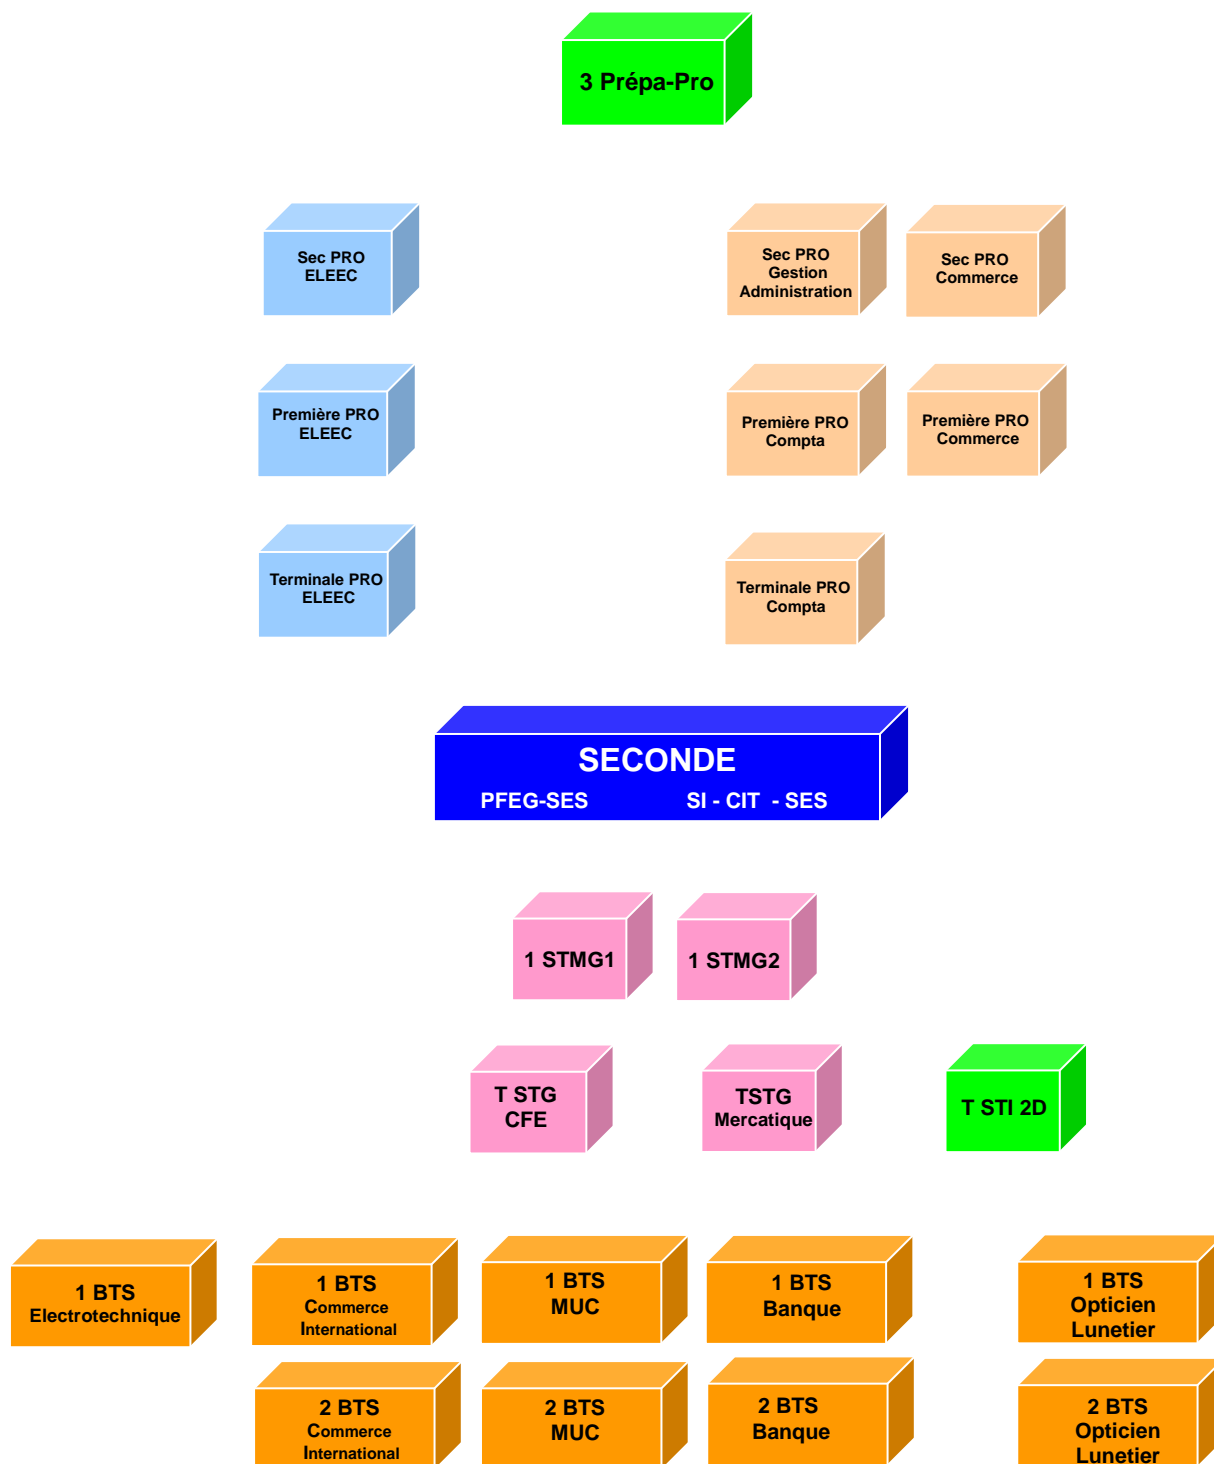 3 Prépa-Pro
Sec PRO
ELEEC
Sec PRO
Gestion
Administration
Sec PRO
Commerce
Première PRO
ELEEC
Première PRO
Compta
Première PRO
Commerce
Terminale PRO
ELEEC
Terminale PRO
Compta
SECONDE
PFEG-SES SI - CIT - SES
1 STMG1
1 STMG2
T STG
CFE
TSTG
Mercatique
T STI 2D
1 BTS
Electrotechnique
1 BTS
Commerce
International
1 BTS
MUC
1 BTS
Banque
1 BTS
Opticien
Lunetier
2 BTS
Commerce
International
2 BTS
MUC
2 BTS
Banque
2 BTS
Opticien
Lunetier